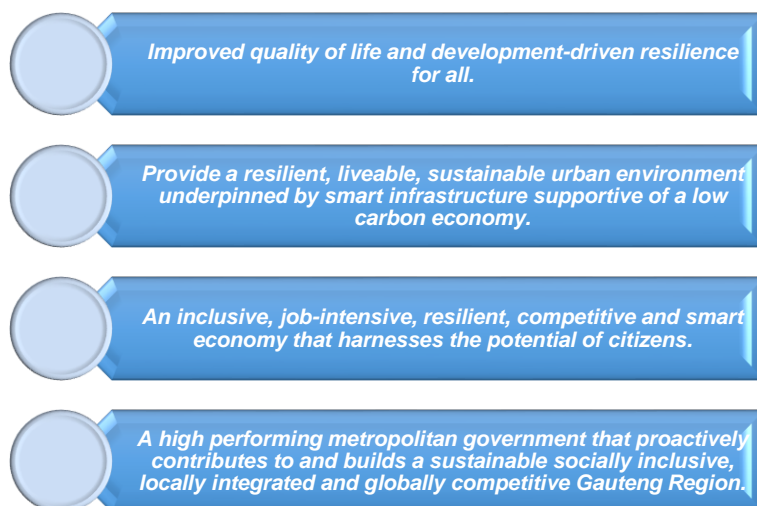 Improved quality of life and development-driven resilience
for all.
Provide a resilient, liveable, sustainable urban environment
underpinned by smart infrastructure supportive of a low
carbon economy.
An inclusive, job-intensive, resilient, competitive and smart
economy that harnesses the potential of citizens.
A high performing metropolitan government that proactively
contributes to and builds a sustainable socially inclusive,
locally integrated and globally competitive Gauteng Region.